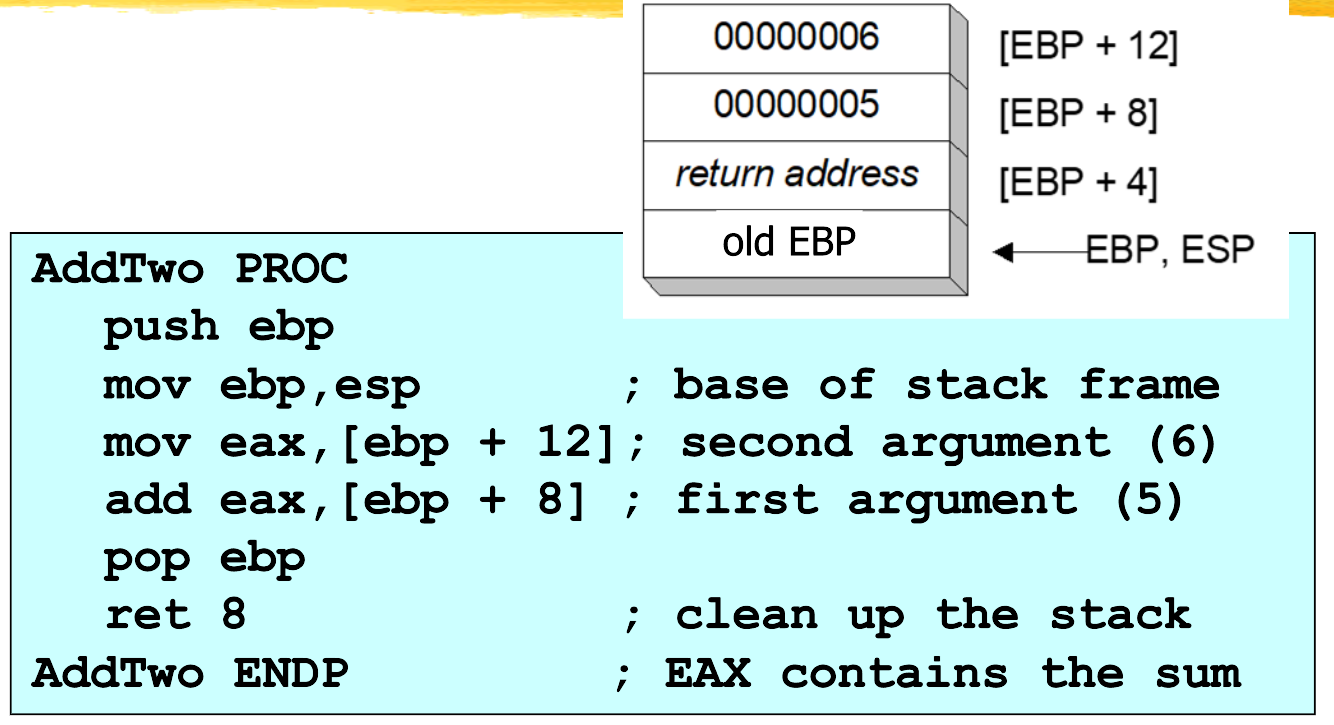 00000006 [EBP + 12]
00000005 [EBP + 8]
return address [EBP + 4]
old EBP EBP, ESP
AddTwo PROC
push ebp
mov ebp,esp ; base of stack frame
mov eax,[ebp + 12]; second argument (6)
add eax,[ebp + 8] ; first argument (5)
pop ebp
ret 8 ; clean up the stack
AddTwo ENDP ; EAX contains the sum